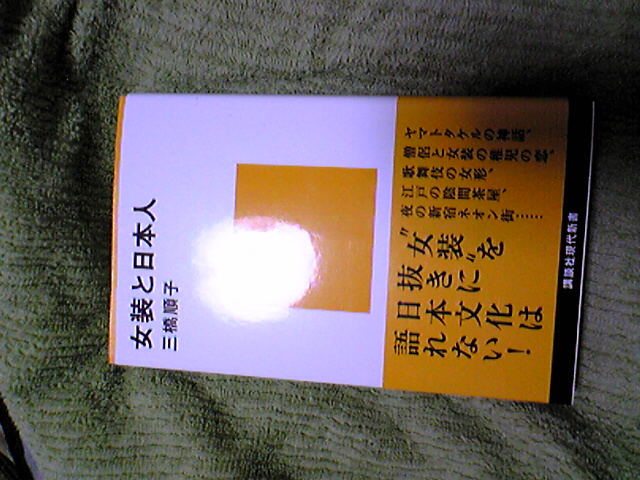 女装と日本人
三橋順子
ヤマトタケルの神話、
僧侶と女装の稚児の恋、
歌舞伎の女形、
江戸の陰間茶屋、
夜の新宿ネオン街……
“女装”を
抜きに
日本文化は
語れない！
講談社現代新書